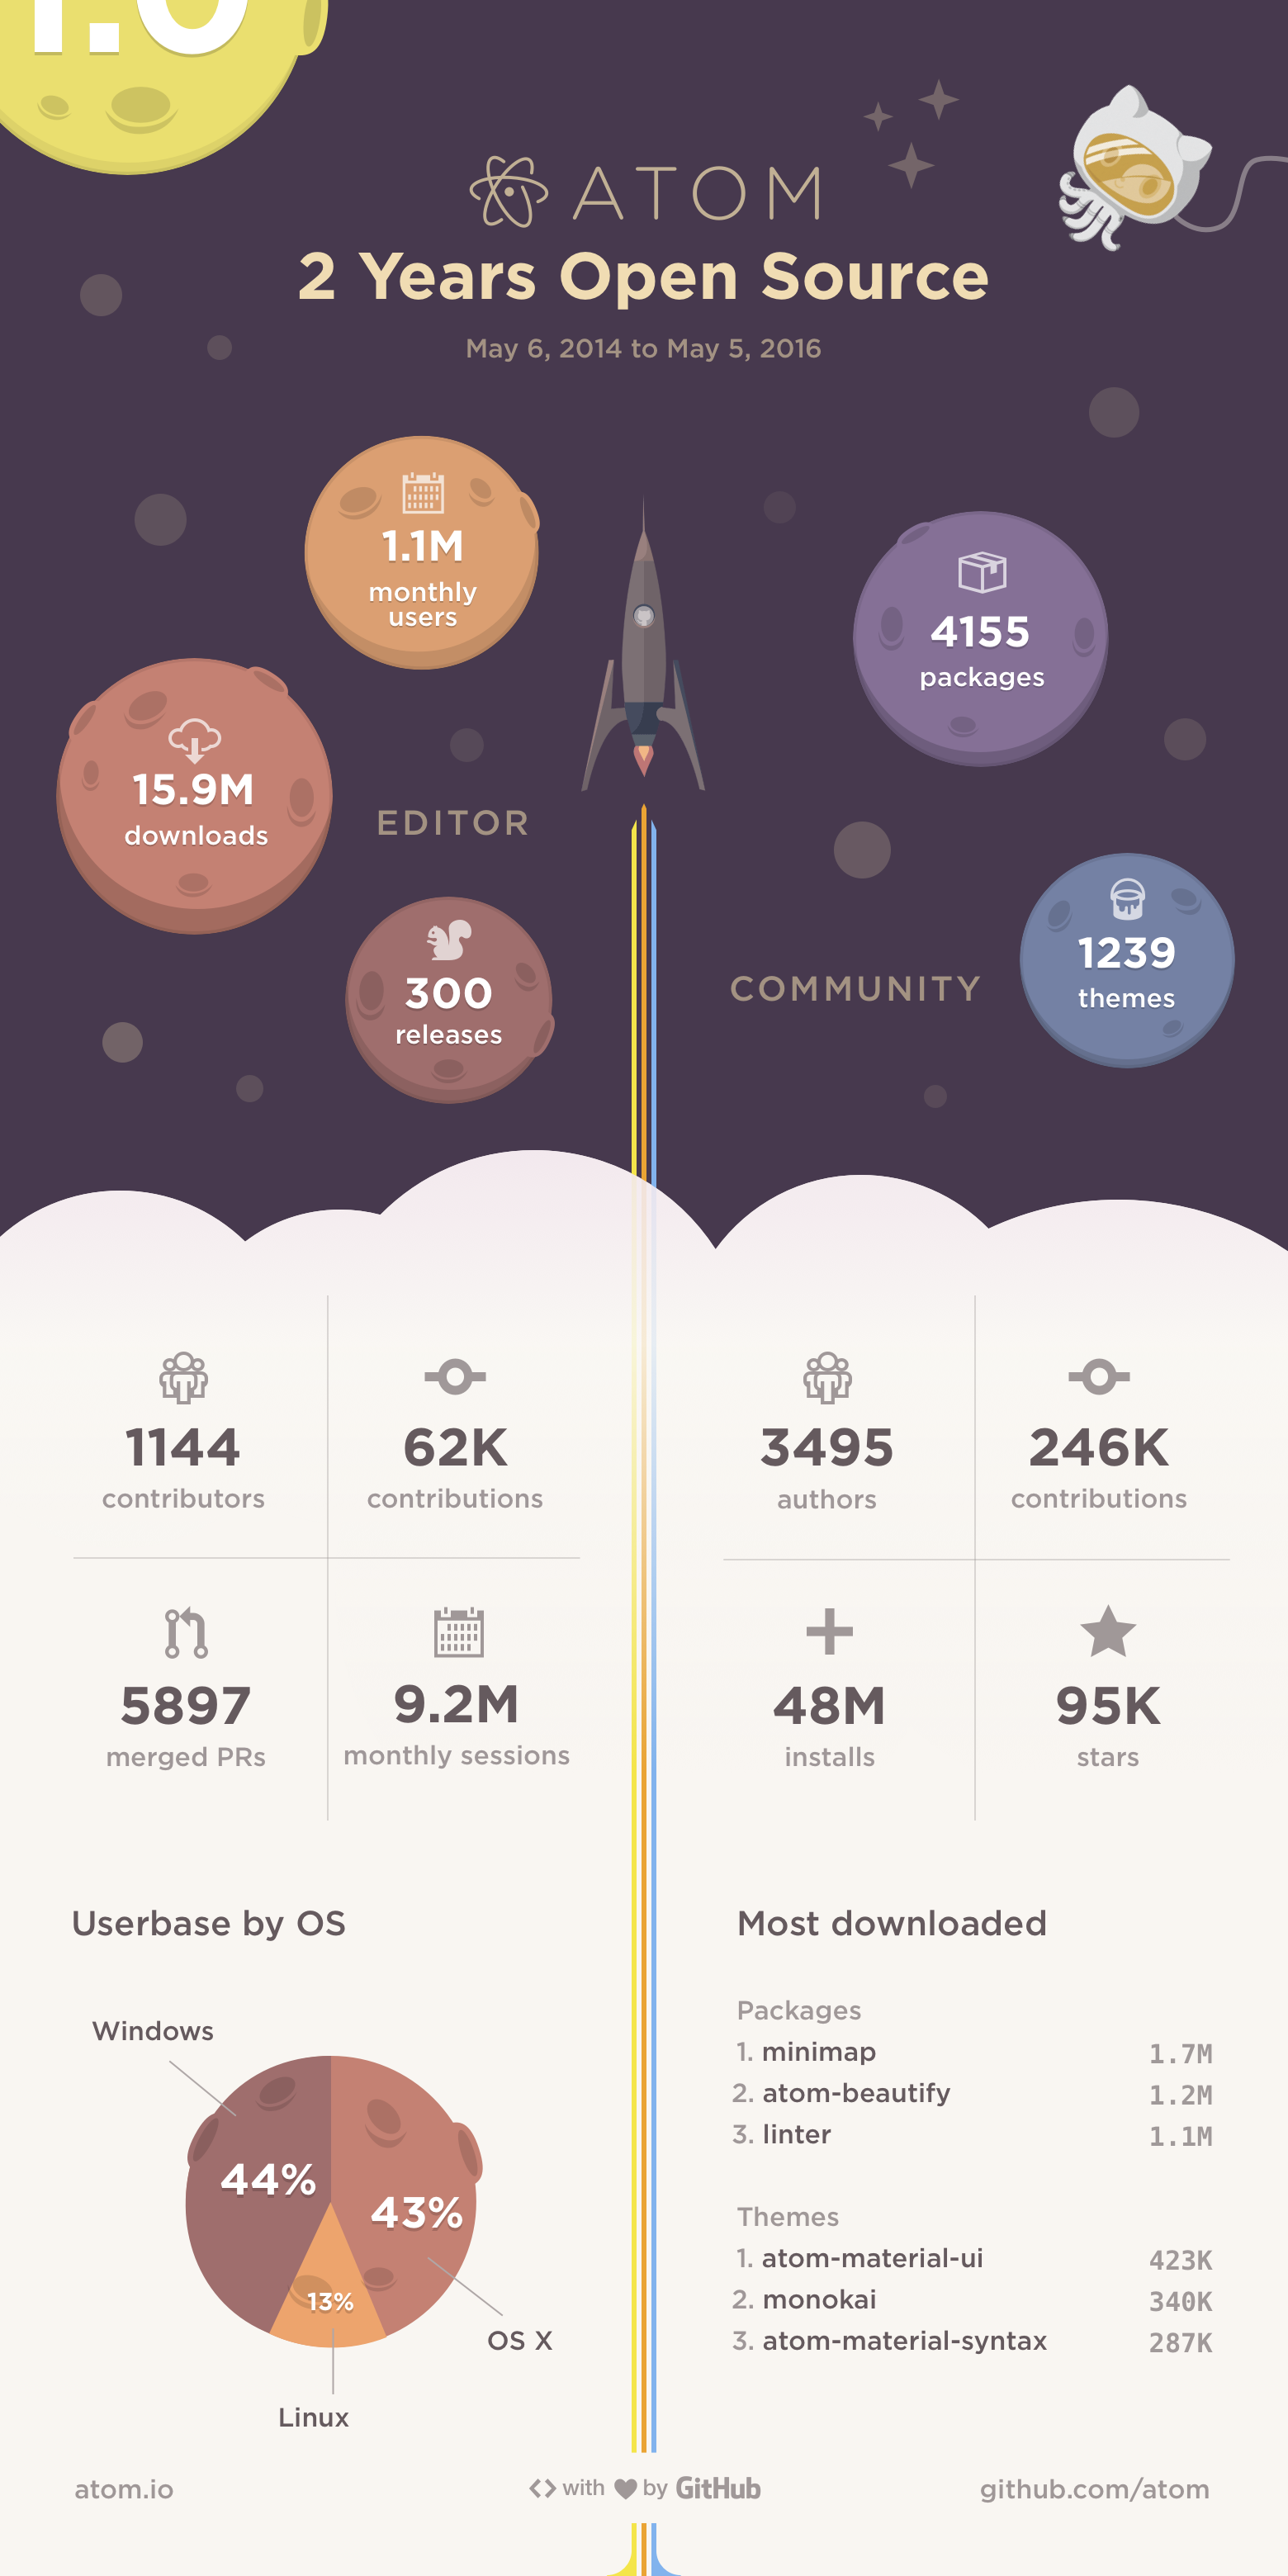 1.0
ATOM
2 Years Open Source
May 6, 2014 to May 5, 2016
1.1M
monthly
users
15.9M
downloads
EDITOR
300
releases
4155
packages
COMMUNITY
1239
themes
1144
contributors
62K
contributions
5897
merged PRs
9.2M
monthly sessions
3495
authors
246K
contributions
48M
installs
95K
stars
Userbase by OS
Windows
44%
43%
13%
OS X
Linux
Most downloaded
Packages
1. minimap 1.7M
2. atom-beautify 1.2M
3. linter 1.1M
Themes
1. atom-material-ui 423K
2. monokai 340K
3. atom-material-syntax 287K
atom.io
<> with ♥ by GitHub
github.com/atom